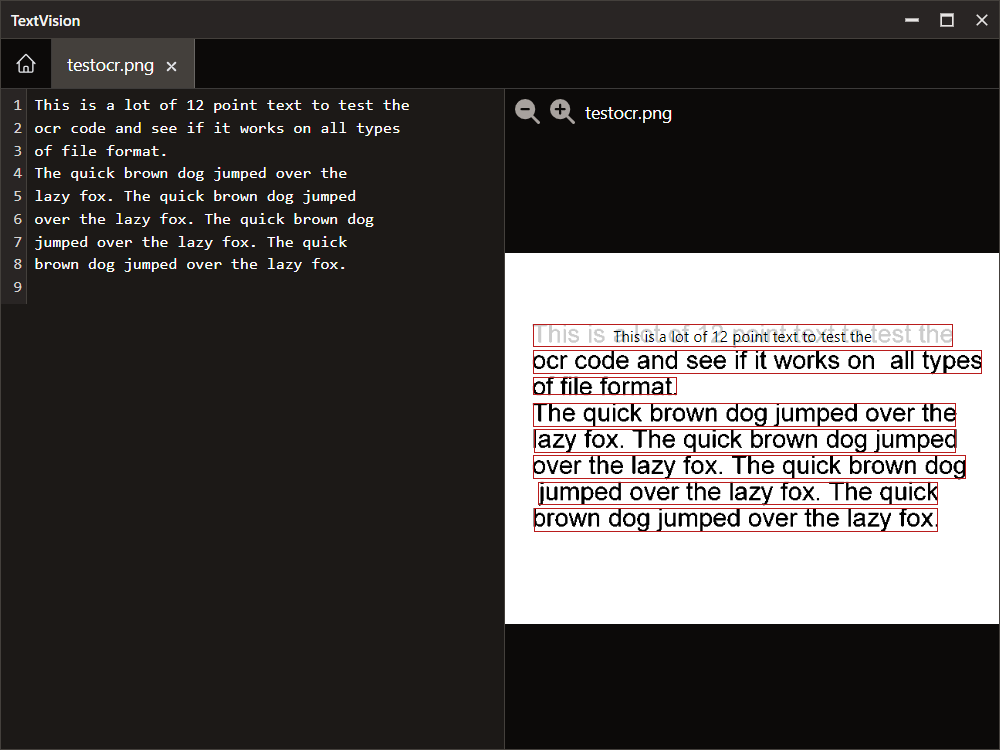 TextVision
testocr.png
1 This is a lot of 12 point text to test the
2 ocr code and see if it works on all types
3 of file format.
4 The quick brown dog jumped over the
5 lazy fox. The quick brown dog jumped
6 over the lazy fox. The quick brown dog
7 jumped over the lazy fox. The quick
8 brown dog jumped over the lazy fox.
9
testocr.png
This is a lot of 12 point text to test the
This is a lot of 12 point text to test the
ocr code and see if it works on  all types
of file format.
The quick brown dog jumped over the
lazy fox. The quick brown dog jumped
over the lazy fox. The quick brown dog
jumped over the lazy fox. The quick
brown dog jumped over the lazy fox.